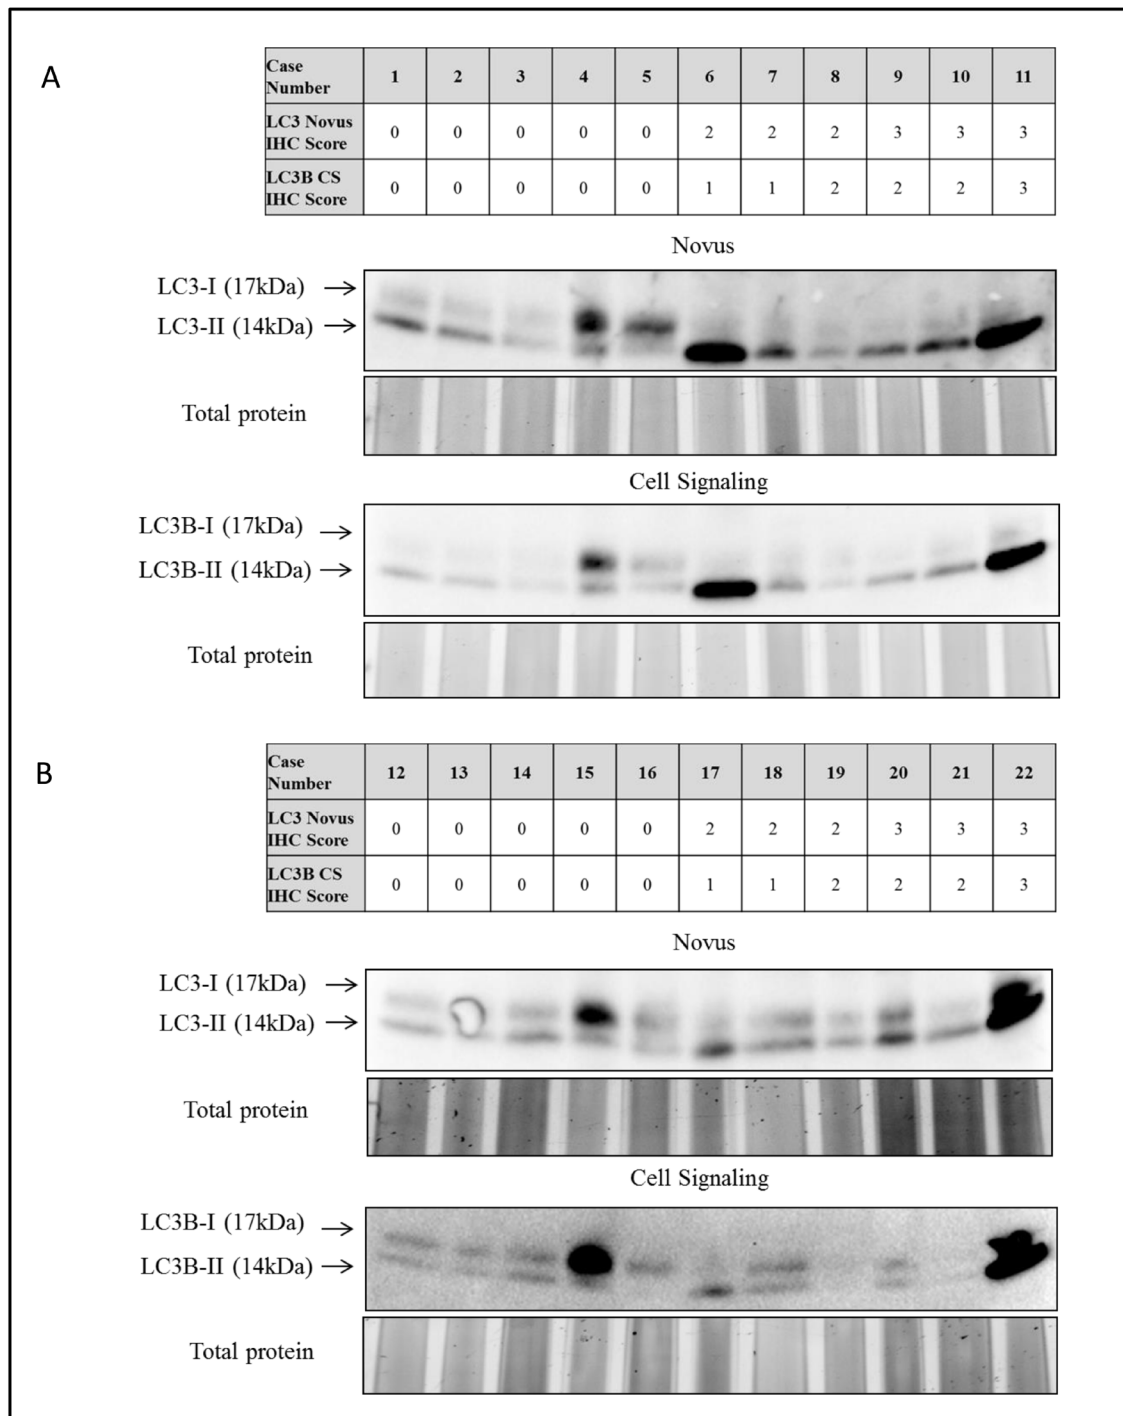 A
Case Number 1 2 3 4 5 6 7 8 9 10 11
LC3 Novus IHC Score 0 0 0 0 0 2 2 2 3 3 3
LC3B CS IHC Score 0 0 0 0 0 1 1 2 2 2 3
Novus
LC3-I (17kDa) →
LC3-II (14kDa) →
Total protein
Cell Signaling
LC3B-I (17kDa) →
LC3B-II (14kDa) →
Total protein
B
Case Number 12 13 14 15 16 17 18 19 20 21 22
LC3 Novus IHC Score 0 0 0 0 0 2 2 2 3 3 3
LC3B CS IHC Score 0 0 0 0 0 1 1 2 2 2 3
Novus
LC3-I (17kDa) →
LC3-II (14kDa) →
Total protein
Cell Signaling
LC3B-I (17kDa) →
LC3B-II (14kDa) →
Total protein